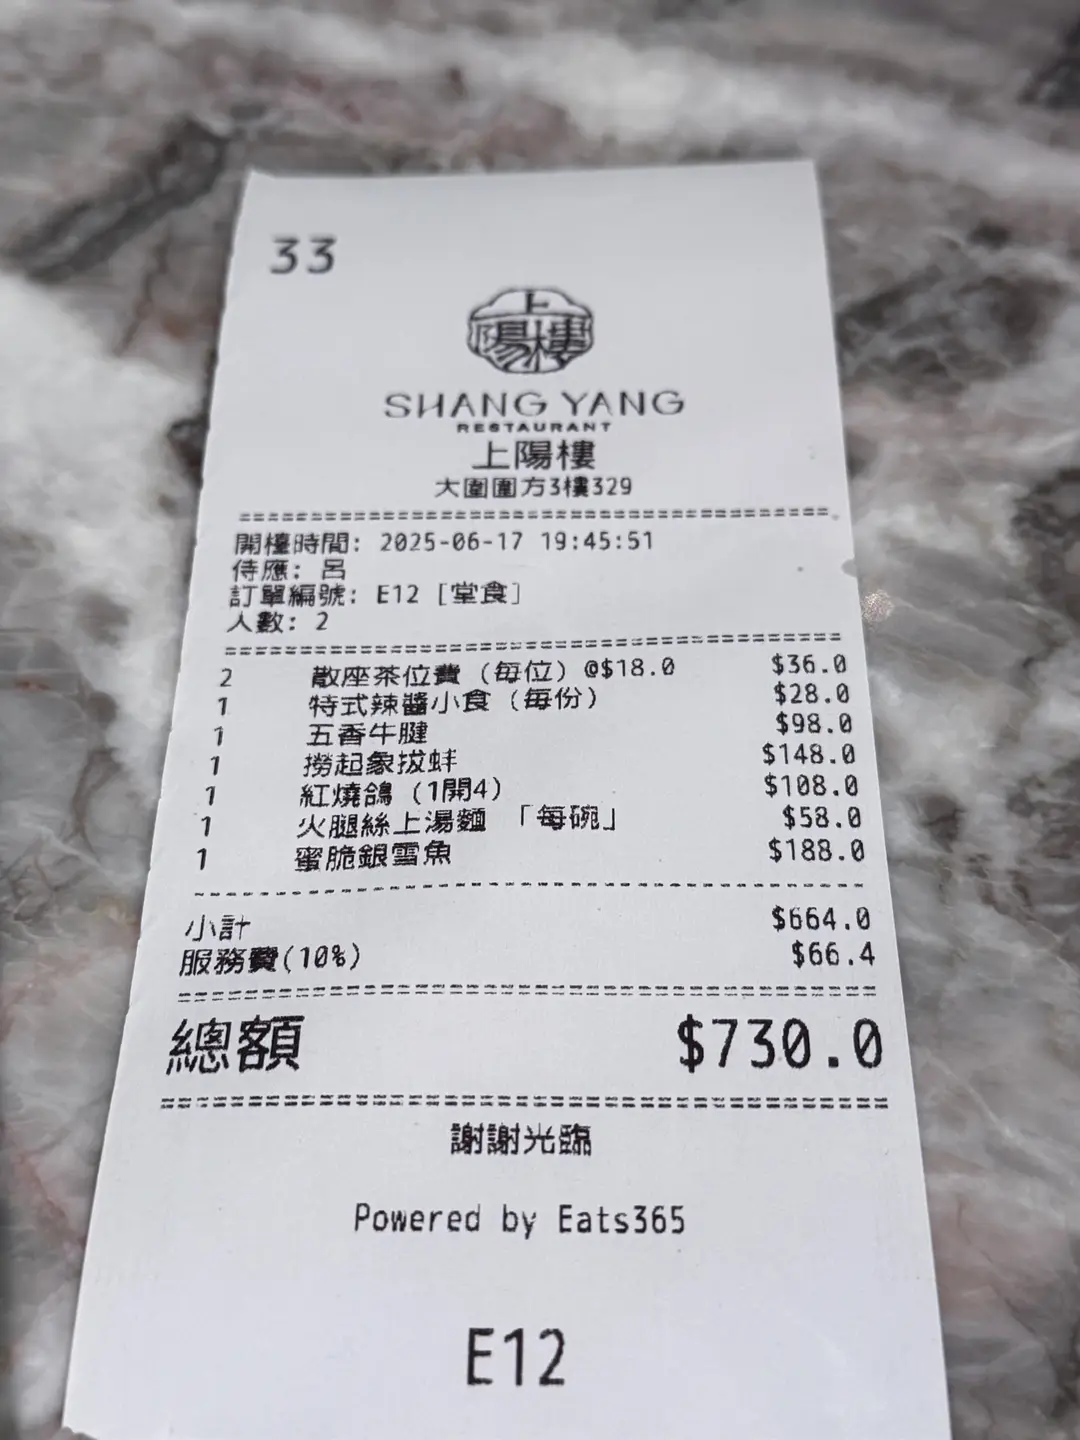 33
上陽樓
SHANG YANG
RESTAURANT
上陽樓
大圍圍方3樓329
開檯時間: 2025-06-17 19:45:51
侍應: 呂
訂單編號: E12 [堂食]
人數: 2
2 散座茶位費 (每位) @$18.0 $36.0
1 特式辣醬小食 (每份) $28.0
1 五香牛腱 $98.0
1 撈起象拔蚌 $148.0
1 紅燒鴿 (1開4) $108.0
1 火腿絲上湯麵 「每碗」 $58.0
1 蜜脆銀雪魚 $188.0
小計 $664.0
服務費(10%) $66.4
總額 $730.0
謝謝光臨
Powered by Eats365
E12